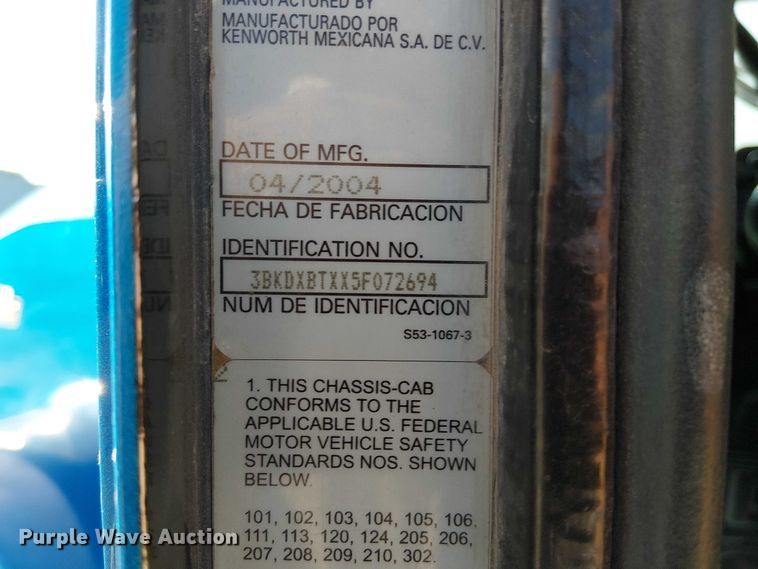 MANUFACTURED BY
MANUFACTURADO POR
KENWORTH MEXICANA S.A. DE C.V.
DATE OF MFG.
04/2004
FECHA DE FABRICACION
IDENTIFICATION NO.
3BKDXBTXX5F072694
NUM DE IDENTIFICACION
S53-1067-3
1. THIS CHASSIS-CAB
CONFORMS TO THE
APPLICABLE U.S. FEDERAL
MOTOR VEHICLE SAFETY
STANDARDS NOS. SHOWN
BELOW.
101, 102, 103, 104, 105, 106,
111, 113, 120, 124, 205, 206,
207, 208, 209, 210, 302.
Purple Wave Auction